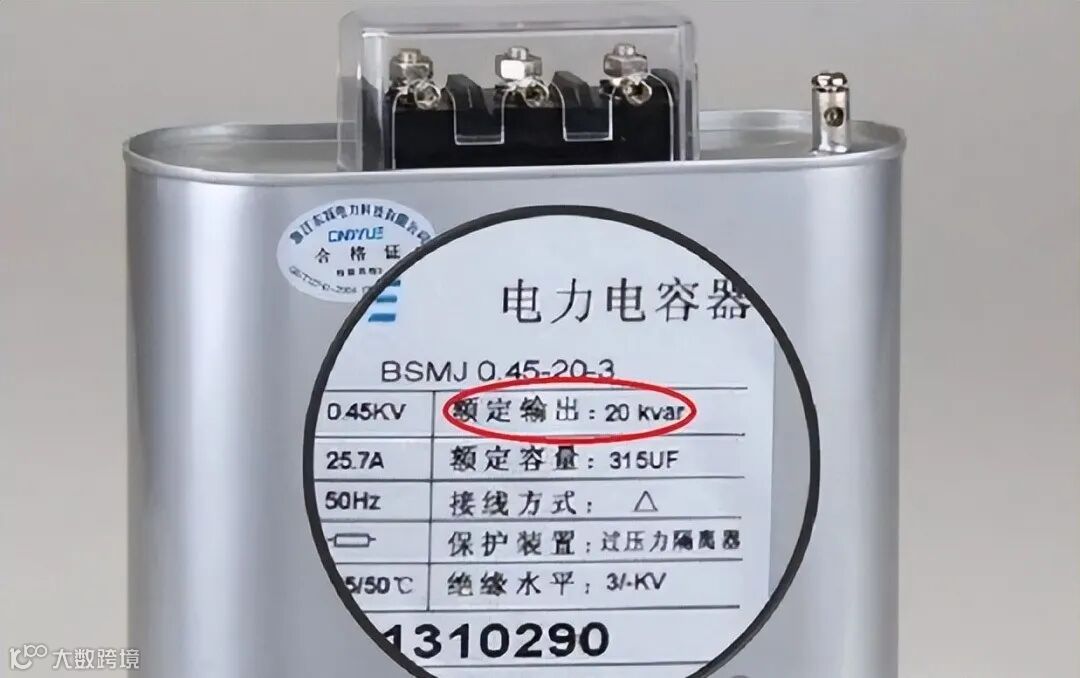 CNDYUE
合格证
电力电容器
BSMJ 0.45-20-3
0.45KV 额定输出：20 kvar
25.7A 额定容量：315UF
50Hz 接线方式：△
保护装置：过压力隔离器
5/50℃ 绝缘水平：3/-KV
1310290
大数跨境